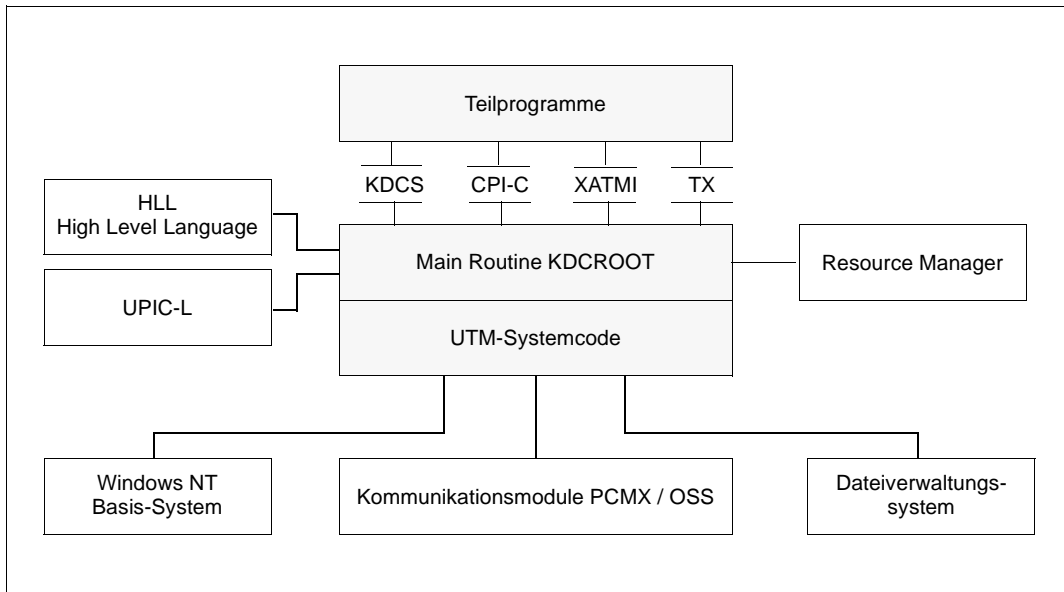 Teilprogramme
KDCS CPI-C XATMI TX
HLL
High Level Language
Main Routine KDCROOT
Resource Manager
UPIC-L
UTM-Systemcode
Windows NT
Basis-System
Kommunikationsmodule PCMX / OSS
Dateiverwaltungs-
system